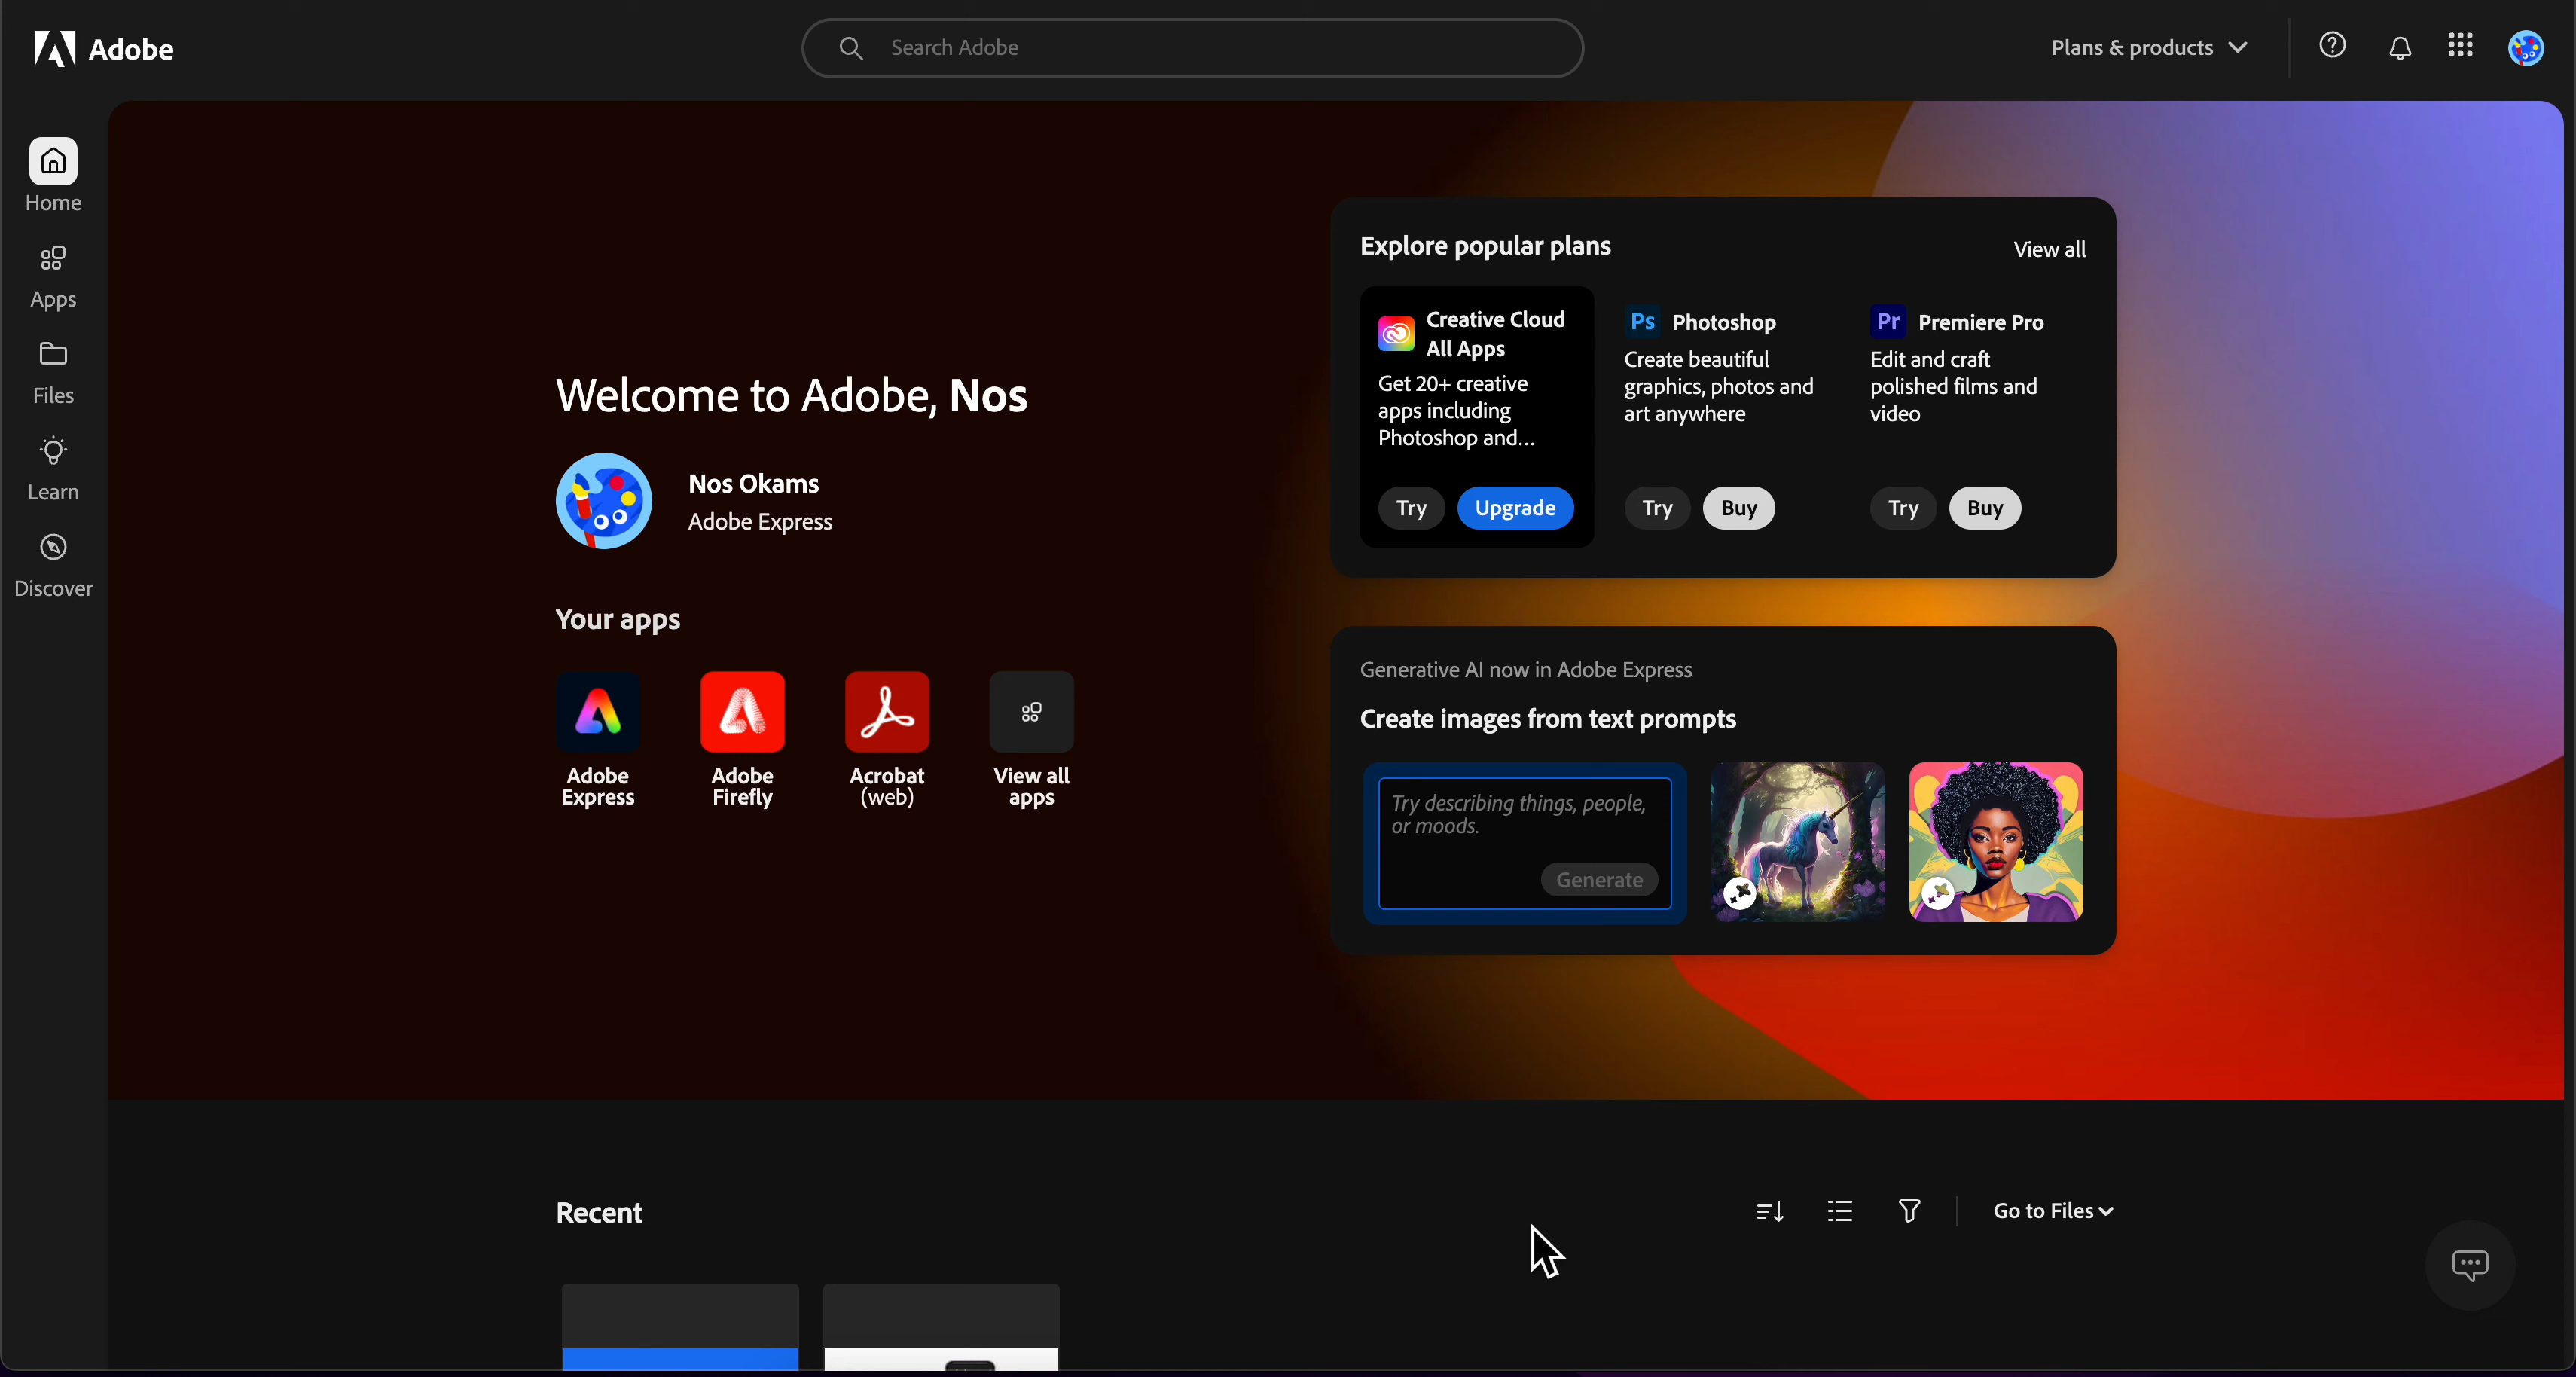 Adobe
Search Adobe
Plans & products
Home
Apps
Files
Learn
Discover
Welcome to Adobe, Nos
Nos Okams
Adobe Express
Your apps
Adobe
Express
Adobe
Firefly
Acrobat
(web)
View all
apps
Explore popular plans
View all
Creative Cloud
All Apps
Get 20+ creative
apps including
Photoshop and...
Try
Upgrade
Ps Photoshop
Create beautiful
graphics, photos and
art anywhere
Try
Buy
Pr Premiere Pro
Edit and craft
polished films and
video
Try
Buy
Generative AI now in Adobe Express
Create images from text prompts
Try describing things, people,
or moods.
Generate
Recent
Go to Files